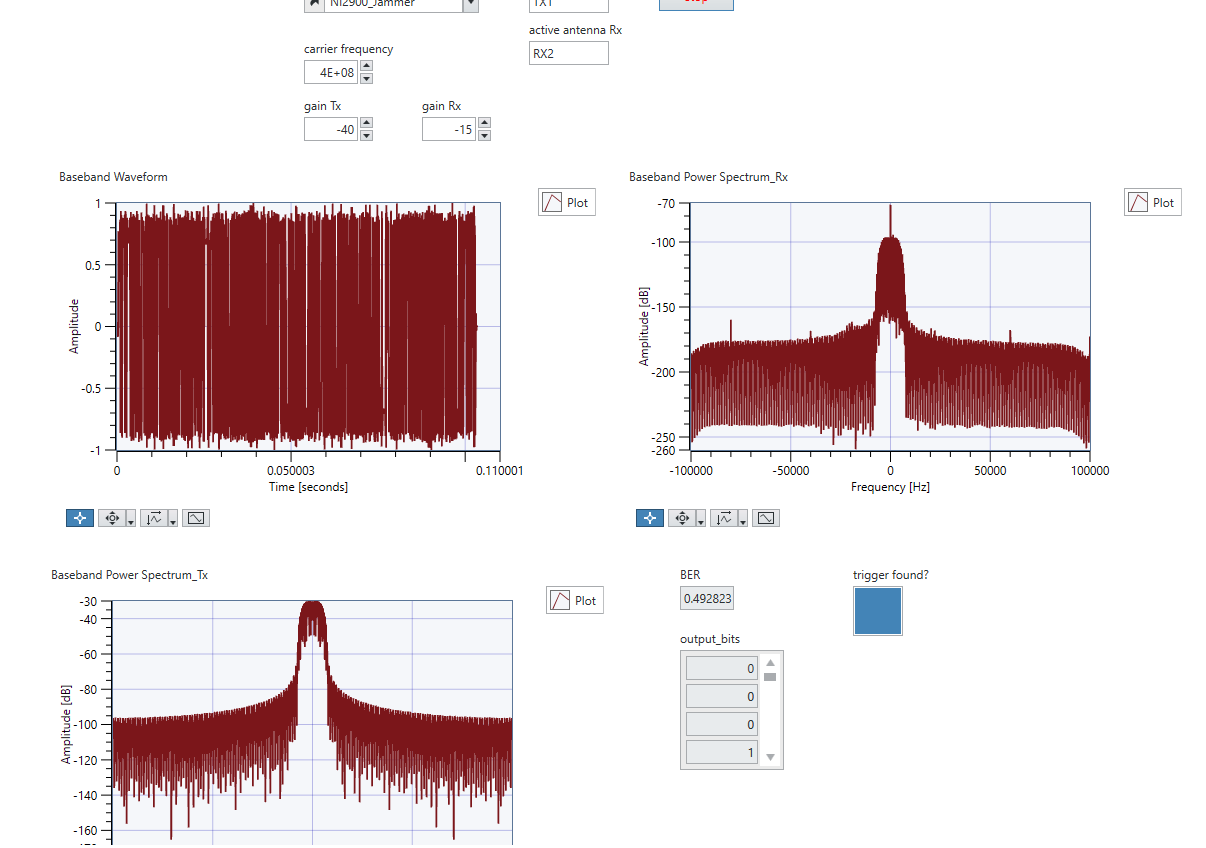 NI2900_Jammer
TX1
Stop
active antenna Rx
RX2
carrier frequency
4E+08
gain Tx
gain Rx
-40
-15
Baseband Waveform
Plot
1
0.5
0
-0.5
-1
Amplitude
0
0.050003
0.110001
Time [seconds]
Baseband Power Spectrum_Rx
Plot
-70
-100
-150
-200
-250
-260
Amplitude [dB]
-100000
-50000
0
50000
100000
Frequency [Hz]
Baseband Power Spectrum_Tx
Plot
-30
-40
-60
-80
-100
-120
-140
-160
Amplitude [dB]
BER
0.492823
trigger found?
output_bits
0
0
0
1